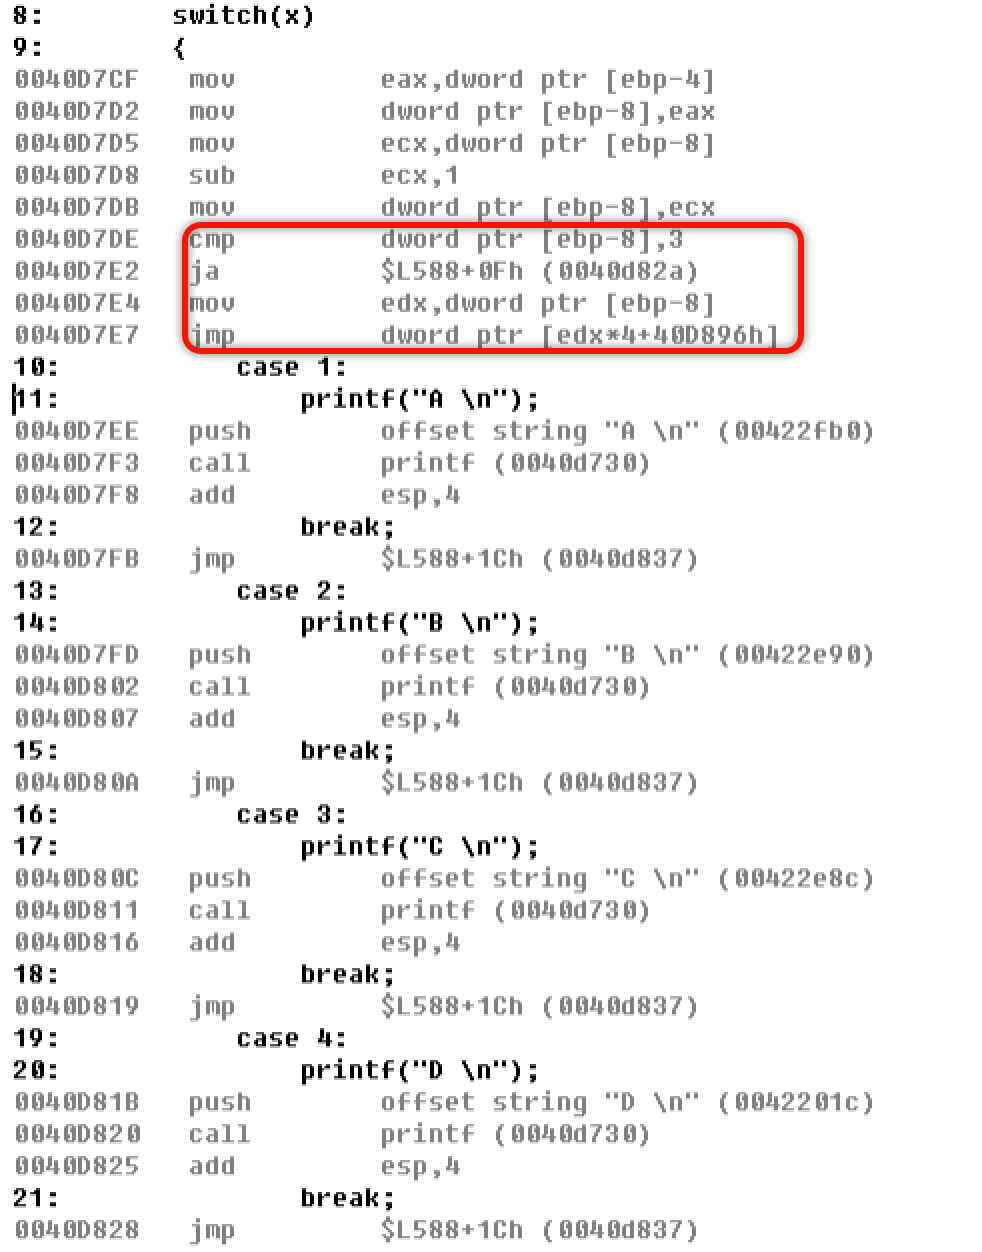 8: switch(x)
9: {
0040D7CF mov eax,dword ptr [ebp-4]
0040D7D2 mov dword ptr [ebp-8],eax
0040D7D5 mov ecx,dword ptr [ebp-8]
0040D7D8 sub ecx,1
0040D7DB mov dword ptr [ebp-8],ecx
0040D7DE cmp dword ptr [ebp-8],3
0040D7E2 ja $L588+0Fh (0040d82a)
0040D7E4 mov edx,dword ptr [ebp-8]
0040D7E7 jmp dword ptr [edx*4+40D896h]
10: case 1:
11: printf("A \n");
0040D7EE push offset string "A \n" (00422fb0)
0040D7F3 call printf (0040d730)
0040D7F8 add esp,4
12: break;
0040D7FB jmp $L588+1Ch (0040d837)
13: case 2:
14: printf("B \n");
0040D7FD push offset string "B \n" (00422e90)
0040D802 call printf (0040d730)
0040D807 add esp,4
15: break;
0040D80A jmp $L588+1Ch (0040d837)
16: case 3:
17: printf("C \n");
0040D80C push offset string "C \n" (00422e8c)
0040D811 call printf (0040d730)
0040D816 add esp,4
18: break;
0040D819 jmp $L588+1Ch (0040d837)
19: case 4:
20: printf("D \n");
0040D81B push offset string "D \n" (0042201c)
0040D820 call printf (0040d730)
0040D825 add esp,4
21: break;
0040D828 jmp $L588+1Ch (0040d837)